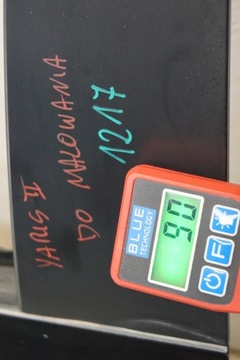 YARIS II
DO MALOWANIA
1217
BLUE
TECHNOLOGY
90
F